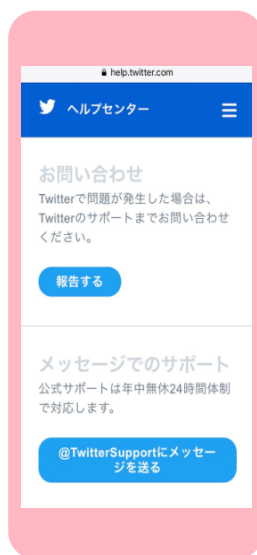 help.twitter.com
ヘルプセンター
お問い合わせ
Twitterで問題が発生した場合は、
Twitterのサポートまでお問い合わせ
ください。
報告する
メッセージでのサポート
公式サポートは年中無休24時間体制
で対応します。
@TwitterSupportにメッセー
ジを送る